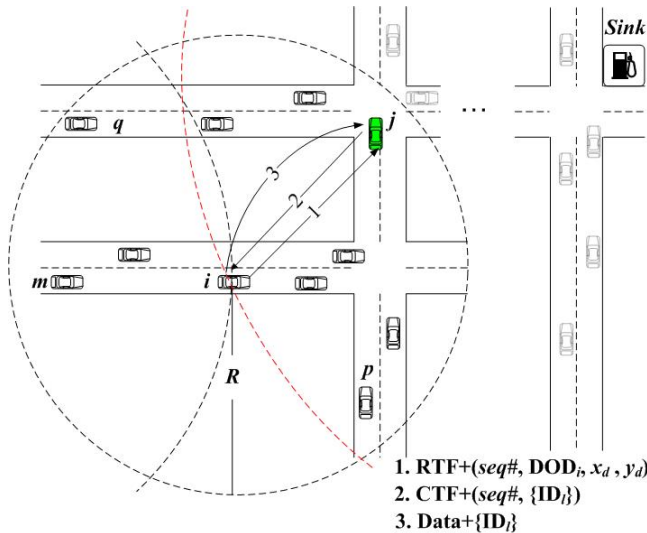 Sink
j
...
q
3
2
1
m
i
R
p
1. RTF+(seq#, DODi, xd , yd)
2. CTF+(seq#, {IDl})
3. Data+{IDl}